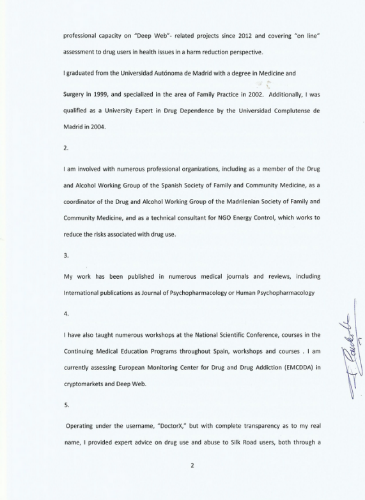 professional capacity on "Deep Web"- related projects since 2012 and covering "on line"
assessment to drug users in health issues in a harm reduction perspective.
I graduated from the Universidad Autónoma de Madrid with a degree in Medicine and
Surgery in 1999, and specialized in the area of Family Practice in 2002. Additionally, I was
qualified as a University Expert in Drug Dependence by the Universidad Complutense de
Madrid in 2004.
2.
I am involved with numerous professional organizations, including as a member of the Drug
and Alcohol Working Group of the Spanish Society of Family and Community Medicine, as a
coordinator of the Drug and Alcohol Working Group of the Madrilenian Society of Family and
Community Medicine, and as a technical consultant for NGO Energy Control, which works to
reduce the risks associated with drug use.
3.
My work has been published in numerous medical journals and reviews, including
International publications as Journal of Psychopharmacology or Human Psychopharmacology
4.
I have also taught numerous workshops at the National Scientific Conference, courses in the
Continuing Medical Education Programs throughout Spain, workshops and courses . I am
currently assessing European Monitoring Center for Drug and Drug Addiction (EMCDDA) in
cryptomarkets and Deep Web.
5.
Operating under the username, "DoctorX," but with complete transparency as to my real
name, I provided expert advice on drug use and abuse to Silk Road users, both through a
2